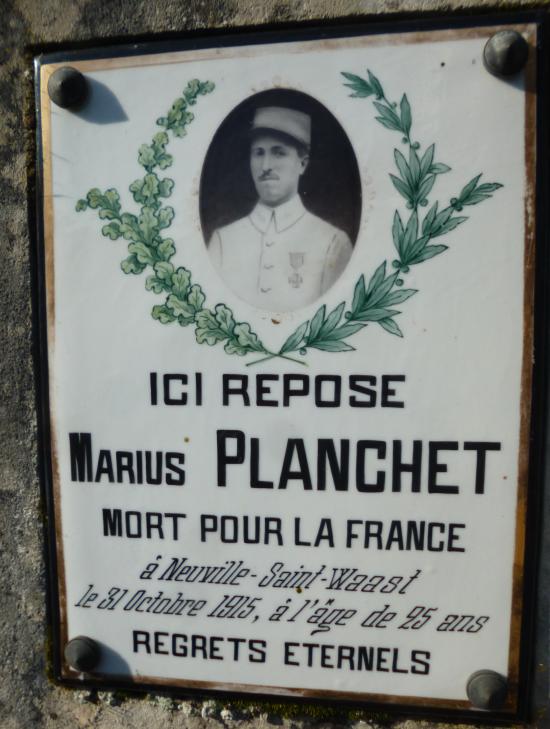 ICI REPOSE
MARIUS PLANCHET
MORT POUR LA FRANCE
à Neuville-Saint-Waast
le 31 Octobre 1915, à l'âge de 25 ans
REGRETS ETERNELS